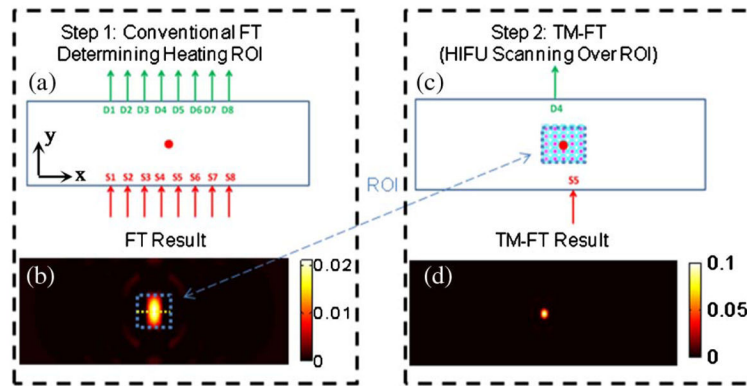 Step 1: Conventional FT
Determining Heating ROI
(a)
D1 D2 D3 D4 D5 D6 D7 D8
y
x
S1 S2 S3 S4 S5 S6 S7 S8
FT Result
(b)
0.02
0.01
0
ROI
Step 2: TM-FT
(HIFU Scanning Over ROI)
(c)
D4
S5
TM-FT Result
(d)
0.1
0.05
0